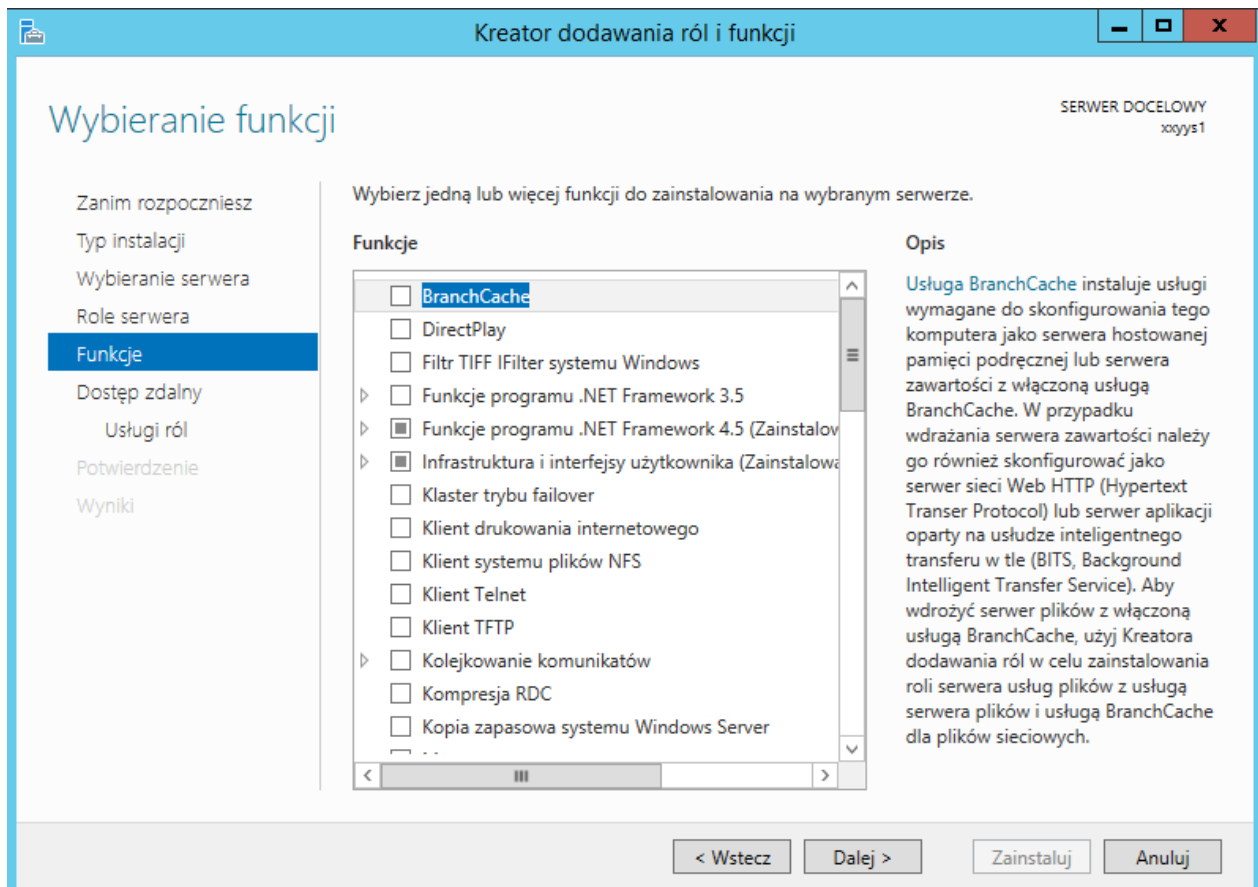 Kreator dodawania ról i funkcji
Wybieranie funkcji
SERWER DOCELOWY
xxyys1
Zanim rozpoczniesz
Typ instalacji
Wybieranie serwera
Role serwera
Funkcje
Dostęp zdalny
Usługi ról
Potwierdzenie
Wyniki
Wybierz jedną lub więcej funkcji do zainstalowania na wybranym serwerze.
Funkcje
BranchCache
DirectPlay
Filtr TIFF IFilter systemu Windows
Funkcje programu .NET Framework 3.5
Funkcje programu .NET Framework 4.5 (Zainstalow
Infrastruktura i interfejsy użytkownika (Zainstalowa
Klaster trybu failover
Klient drukowania internetowego
Klient systemu plików NFS
Klient Telnet
Klient TFTP
Kolejkowanie komunikatów
Kompresja RDC
Kopia zapasowa systemu Windows Server
Opis
Usługa BranchCache instaluje usługi
wymagane do skonfigurowania tego
komputera jako serwera hostowanej
pamięci podręcznej lub serwera
zawartości z włączoną usługą
BranchCache. W przypadku
wdrażania serwera zawartości należy
go również skonfigurować jako
serwer sieci Web HTTP (Hypertext
Transer Protocol) lub serwer aplikacji
oparty na usłudze inteligentnego
transferu w tle (BITS, Background
Intelligent Transfer Service). Aby
wdrożyć serwer plików z włączoną
usługą BranchCache, użyj Kreatora
dodawania ról w celu zainstalowania
roli serwera usług plików z usługą
serwera plików i usługą BranchCache
dla plików sieciowych.
< Wstecz
Dalej >
Zainstaluj
Anuluj